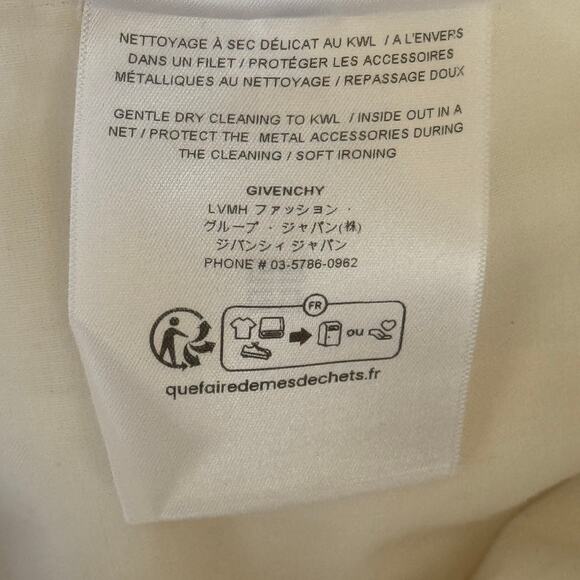 NETTOYAGE À SEC DÉLICAT AU KWL / A L'ENVERS
DANS UN FILET / PROTÉGER LES ACCESSOIRES
MÉTALLIQUES AU NETTOYAGE / REPASSAGE DOUX
GENTLE DRY CLEANING TO KWL / INSIDE OUT IN A
NET / PROTECT THE METAL ACCESSORIES DURING
THE CLEANING / SOFT IRONING
GIVENCHY
LVMH ファッション ·
グループ · ジャパン(株)
ジバンシィ ジャパン
PHONE # 03-5786-0962
FR
ou
quefairedemesdechets.fr